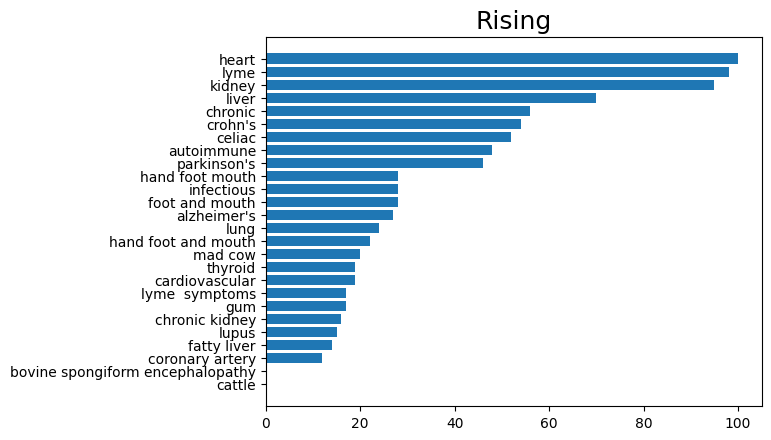 Rising
heart
lyme
kidney
liver
chronic
crohn's
celiac
autoimmune
parkinson's
hand foot mouth
infectious
foot and mouth
alzheimer's
lung
hand foot and mouth
mad cow
thyroid
cardiovascular
lyme  symptoms
gum
chronic kidney
lupus
fatty liver
coronary artery
bovine spongiform encephalopathy
cattle
0 20 40 60 80 100